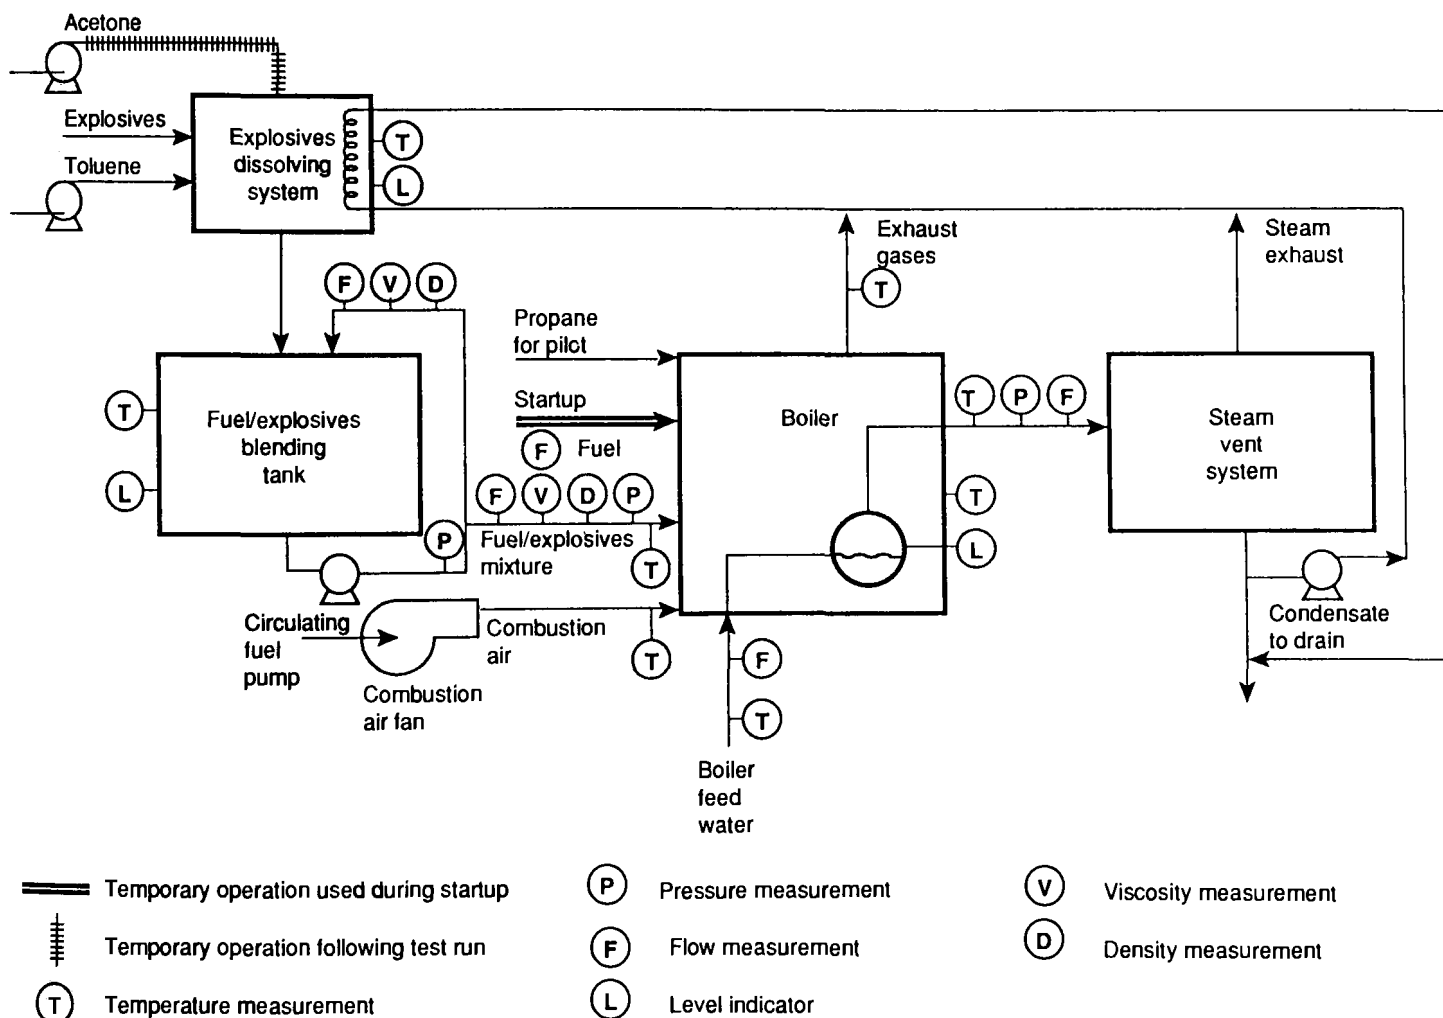 Acetone
Explosives
Toluene
Explosives
dissolving
system
T
L
Exhaust
gases
T
Steam
exhaust
F V D
Propane
for pilct
Startup
F Fuel
Fuel/explosives
blending
tank
T
L
Boiler
T P F
Steam
vent
system
F V D P
P
Fuel/explosives
mixture
T
T
L
Circulating
fuel
pump
Combustion
air
T
Combustion
air fan
F
T
Condensate
to drain
Boiler
feed
water
Temporary operation used during startup
P Pressure measurement
V Viscosity measurement
Temporary operation following test run
F Flow measurement
D Density measurement
T Temperature measurement
L Level indicator